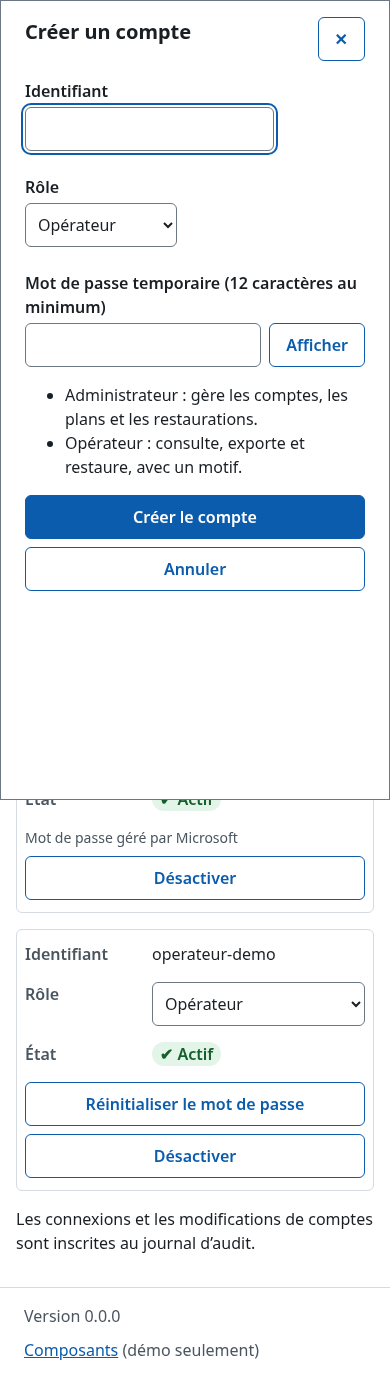 Créer un compte
✕
Identifiant
Rôle
Opérateur
Mot de passe temporaire (12 caractères au
minimum)
Afficher
• Administrateur : gère les comptes, les
plans et les restaurations.
• Opérateur : consulte, exporte et
restaure, avec un motif.
Créer le compte
Annuler
État ✔ Actif
Mot de passe géré par Microsoft
Désactiver
Identifiant operateur-demo
Rôle Opérateur
État ✔ Actif
Réinitialiser le mot de passe
Désactiver
Les connexions et les modifications de comptes
sont inscrites au journal d’audit.
Version 0.0.0
Composants (démo seulement)